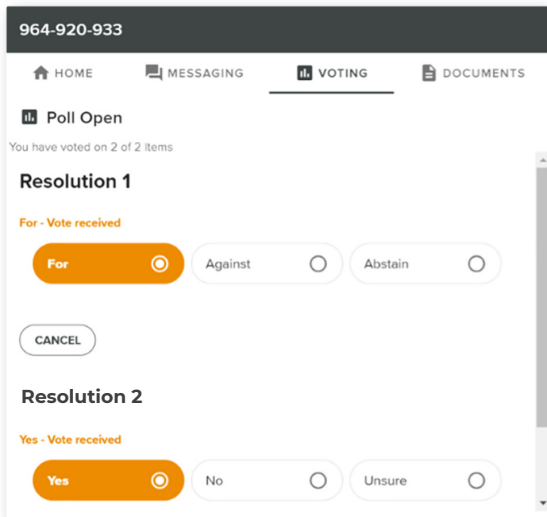 964-920-933
HOME MESSAGING VOTING DOCUMENTS
Poll Open
You have voted on 2 of 2 items
Resolution 1
For - Vote received
For Against Abstain
CANCEL
Resolution 2
Yes - Vote received
Yes No Unsure